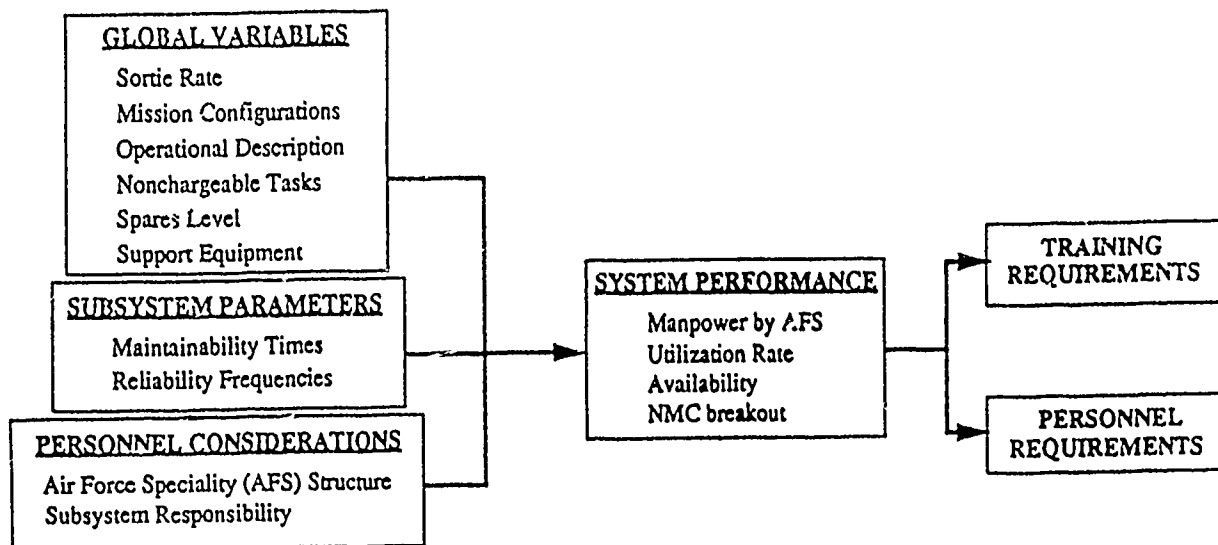 GLOBAL VARIABLES
Sortie Rate
Mission Configurations
Operational Description
Nonchargeable Tasks
Spares Level
Support Equipment
SUBSYSTEM PARAMETERS
Maintainability Times
Reliability Frequencies
PERSONNEL CONSIDERATIONS
Air Force Speciality (AFS) Structure
Subsystem Responsibility
SYSTEM PERFORMANCE
Manpower by AFS
Utilization Rate
Availability
NMC breakout
TRAINING
REQUIREMENTS
PERSONNEL
REQUIREMENTS